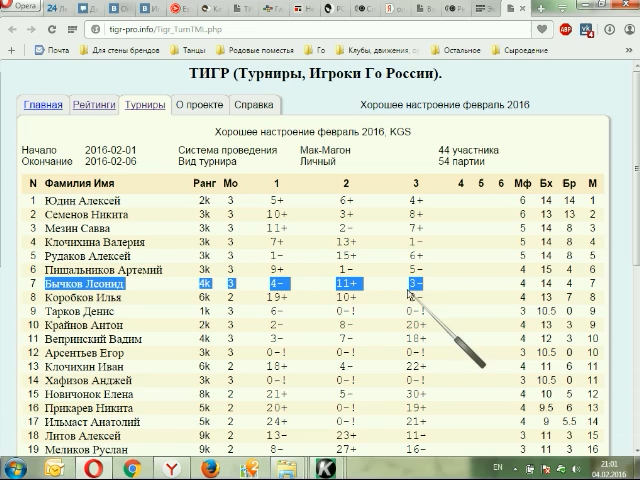 tigr-pro.info/Tigr_TurnTML.php
Почта Для стены брендов Танцы Родовые поместья Го Клубы, движения, о Остальное Сыроедение
ТИГР (Турниры, Игроки Го России).
Главная Рейтинги Турниры О проекте Справка Хорошее настроение февраль 2016
Хорошее настроение февраль 2016, KGS
Начало 2016-02-01 Система проведения Мак-Магон 44 участника
Окончание 2016-02-06 Вид турнира Личный 54 партии
N Фамилия Имя Ранг Мо 1 2 3 4 5 6 Мф Бх Бр М
1 Юдин Алексей 2k 3 5+ 6+ 4+ 6 14 14 1
2 Семенов Никита 3k 3 10+ 3+ 8+ 6 13 13 2
3 Мезин Савва 3k 3 11+ 2- 7+ 5 14 8 3
4 Клочихина Валерия 3k 3 7+ 13+ 1- 5 14 8 4
5 Рудаков Алексей 3k 3 1- 15+ 6+ 5 14 8 4
6 Пишальников Артемий 3k 3 9+ 1- 5- 4 15 4 6
7 Бычков Леонид 4k 3 4- 11+ 3- 4 14 4 7
8 Коробков Илья 6k 2 19+ 10+ 4 13 7 8
9 Тарков Денис 1k 3 6- 0-! 0-! 3 10.5 0 9
10 Крайнов Антон 2k 3 2- 8- 20+ 4 13 3 9
11 Вепринский Вадим 4k 3 3- 7- 18+ 4 12 3 10
12 Арсентьев Егор 3k 3 0-! 0-! 0-! 3 10.5 0 10
13 Клочихин Иван 6k 2 18+ 4- 22+ 4 11 6 11
14 Хафизов Анджей 3k 3 0-! 0-! 0-! 3 10.5 0 11
15 Новичонок Елена 8k 2 21+ 5- 30+ 4 10 5 12
16 Прикарев Никита 6k 2 20+ 0-! 19+ 4 9.5 6 13
17 Ильмаст Анатолий 5k 2 24+ 0-! 21+ 4 9 5.5 14
18 Литов Алексей 9k 2 13- 23+ 11- 3 11 3 15
19 Меликов Руслан 9k 2 8- 27+ 16- 3 11 3 16
EN 21:01
04.02.2016